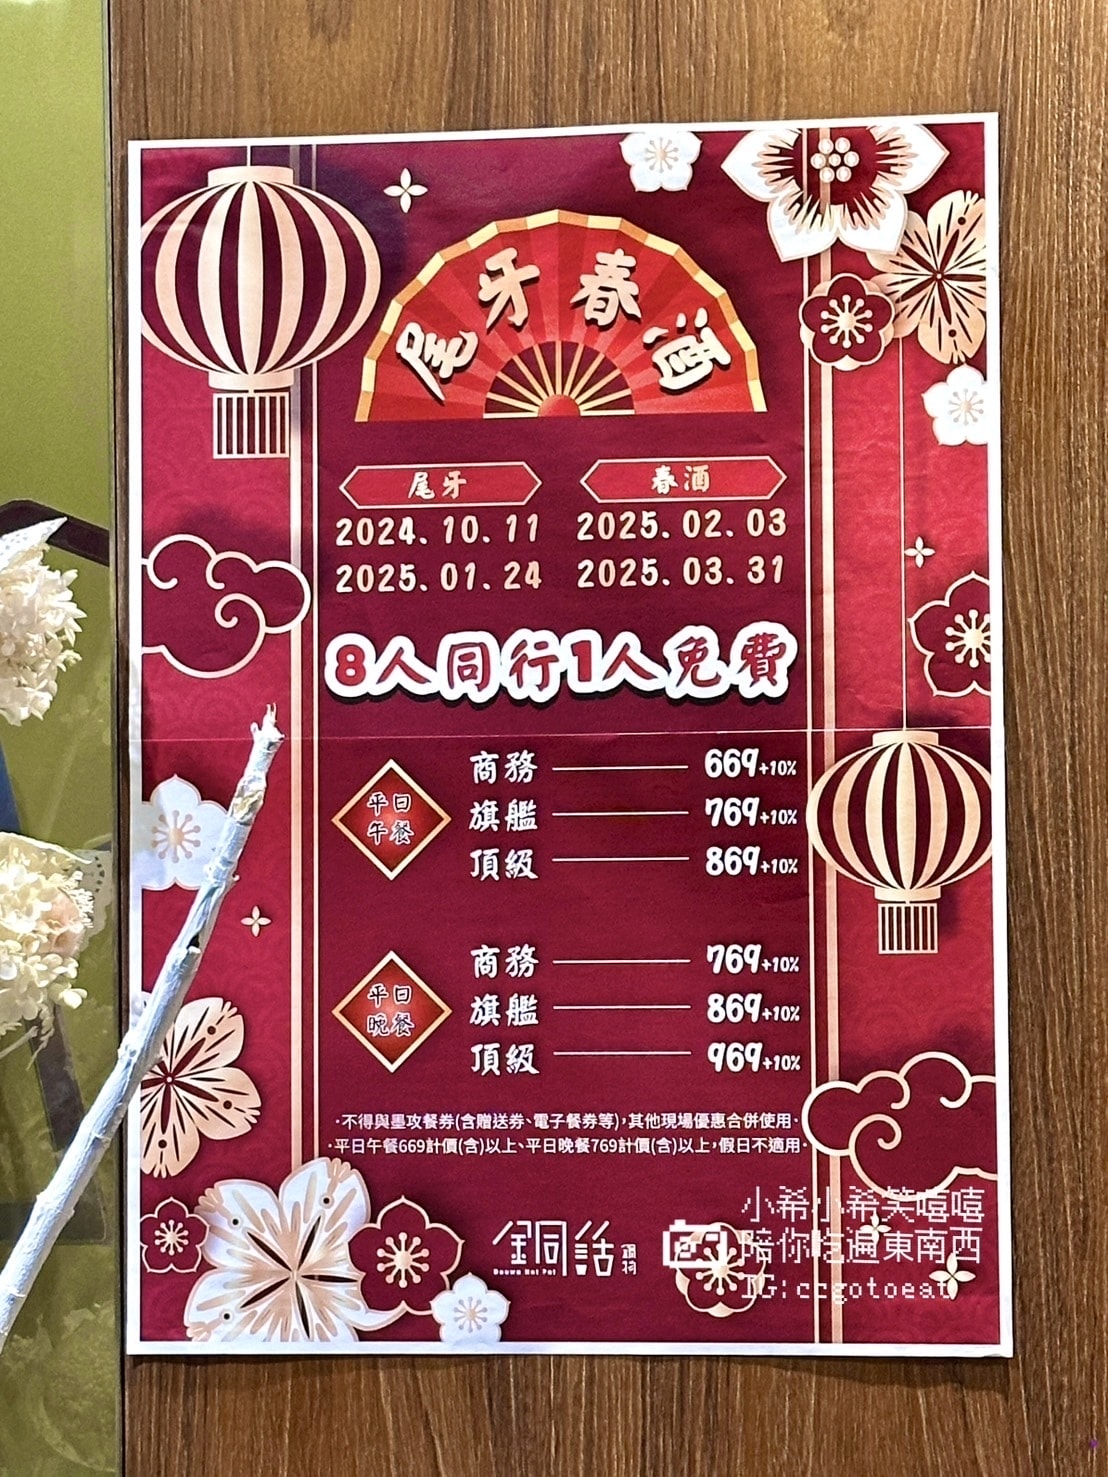 尾牙春酒
尾牙
2024.10.11
2025.01.24
春酒
2025.02.03
2025.03.31
8人同行1人免費
平日
午餐
商務 669+10%
旗艦 769+10%
頂級 869+10%
平日
晚餐
商務 769+10%
旗艦 869+10%
頂級 969+10%
·不得與墨攻餐券(含贈送券、電子餐券等),其他現場優惠合併使用·
·平日午餐669計價(含)以上、平日晚餐769計價(含)以上,假日不適用·
銅話 鍋物
Douwa Hot Pot
小希小希笑嘻嘻
陪你吃遍東南西
IG:ccgotoeat